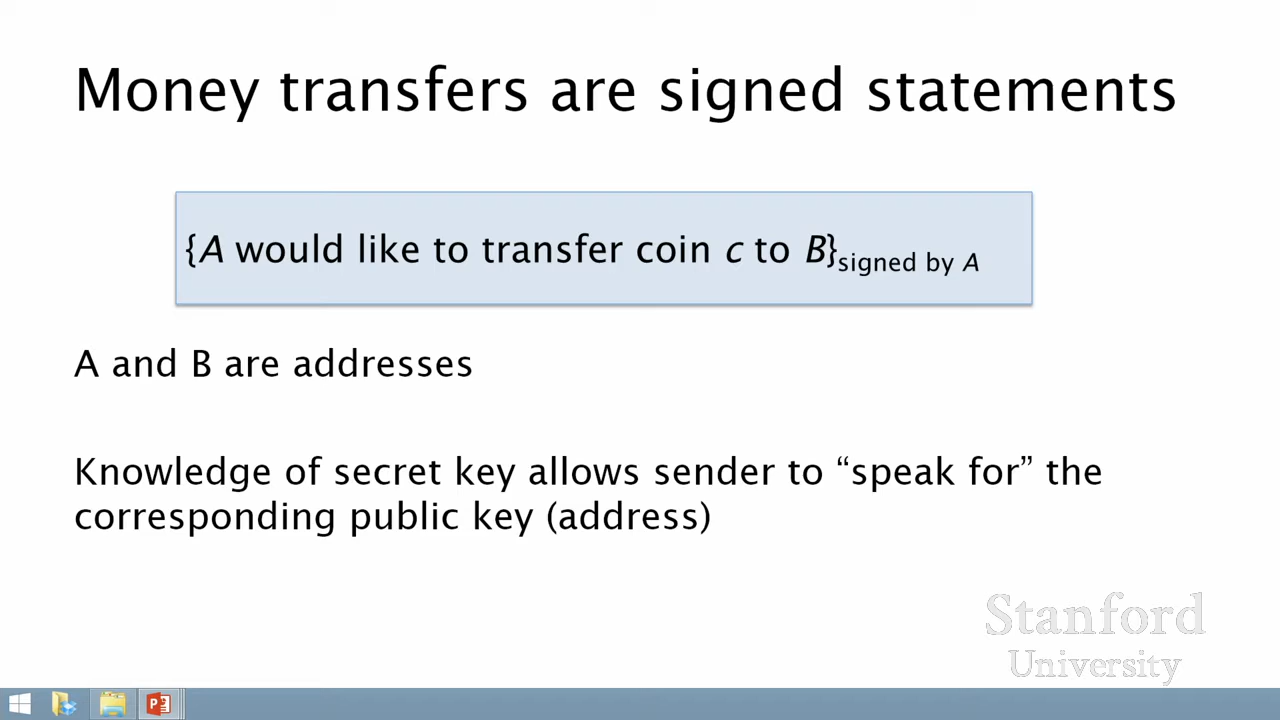 Money transfers are signed statements
{A would like to transfer coin c to B}signed by A
A and B are addresses
Knowledge of secret key allows sender to “speak for” the
corresponding public key (address)
Stanford
University